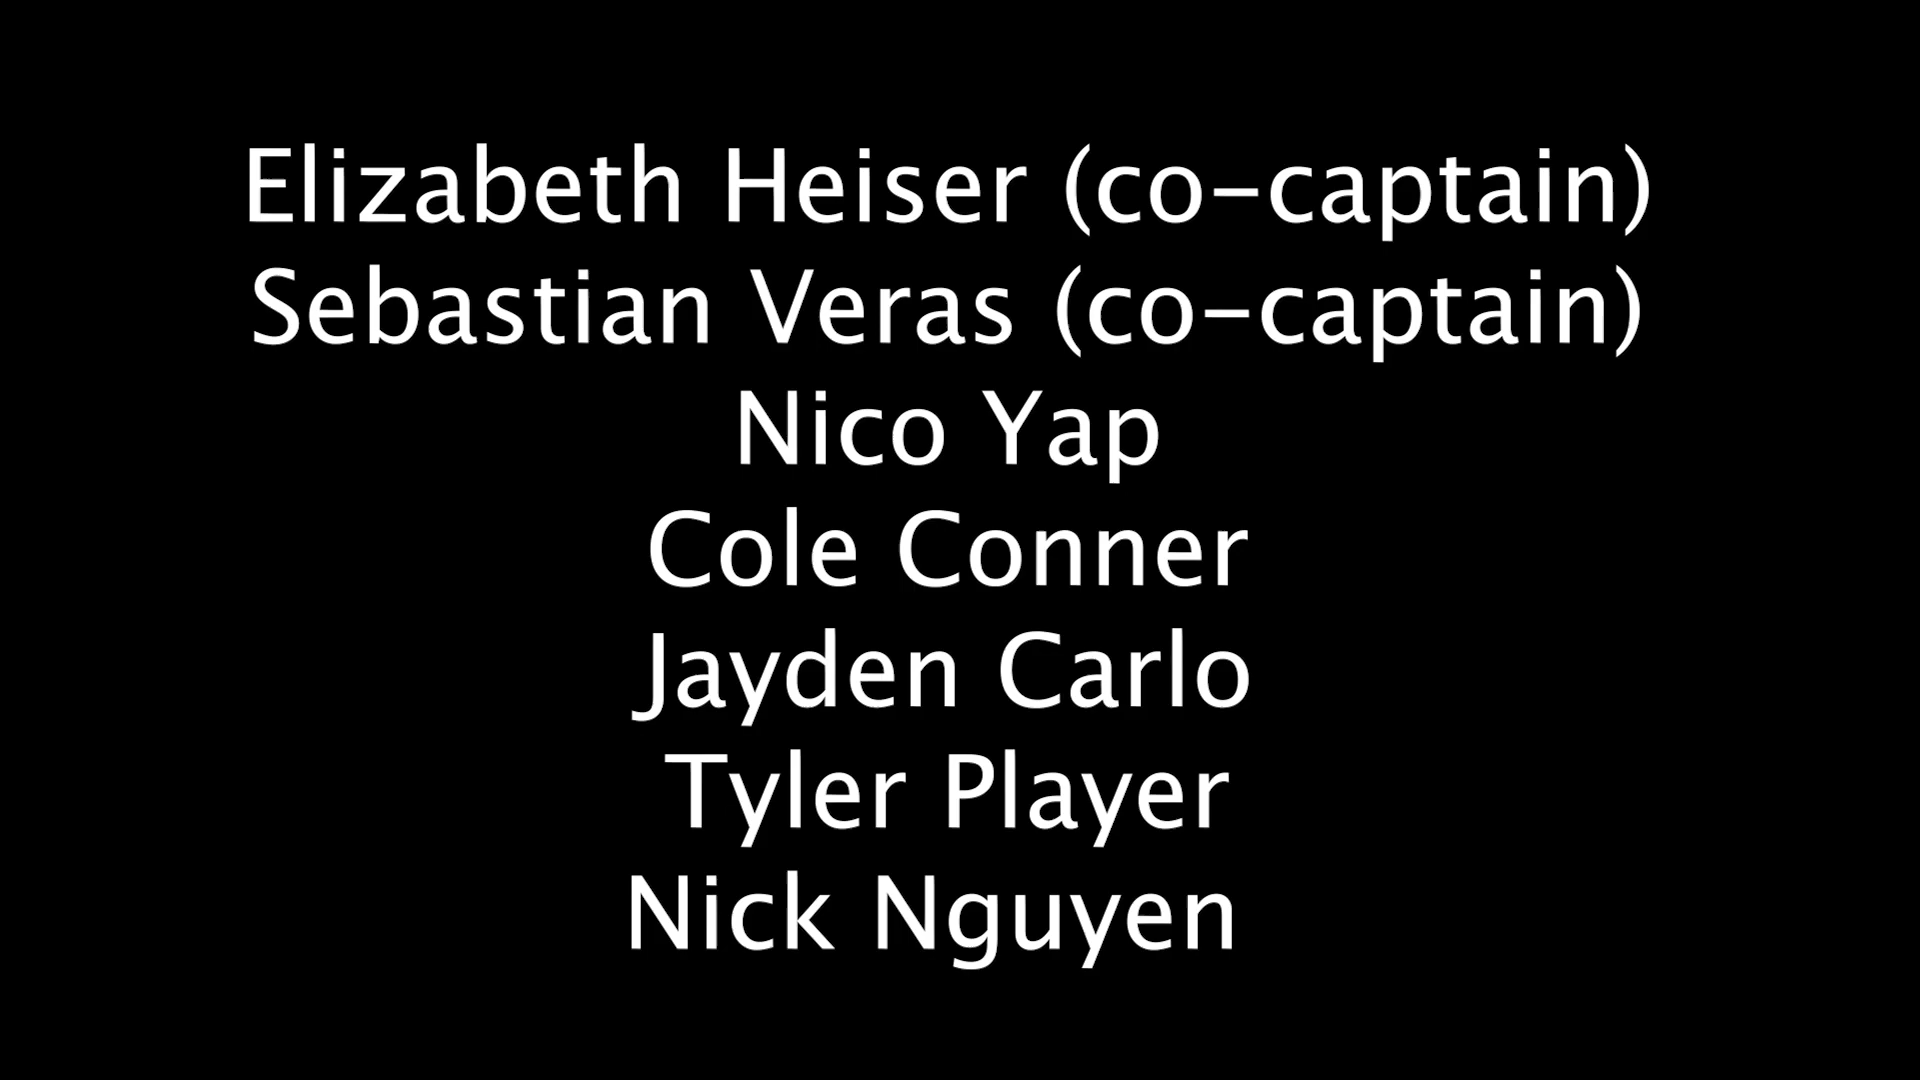 Elizabeth Heiser (co-captain)
Sebastian Veras (co-captain)
Nico Yap
Cole Conner
Jayden Carlo
Tyler Player
Nick Nguyen